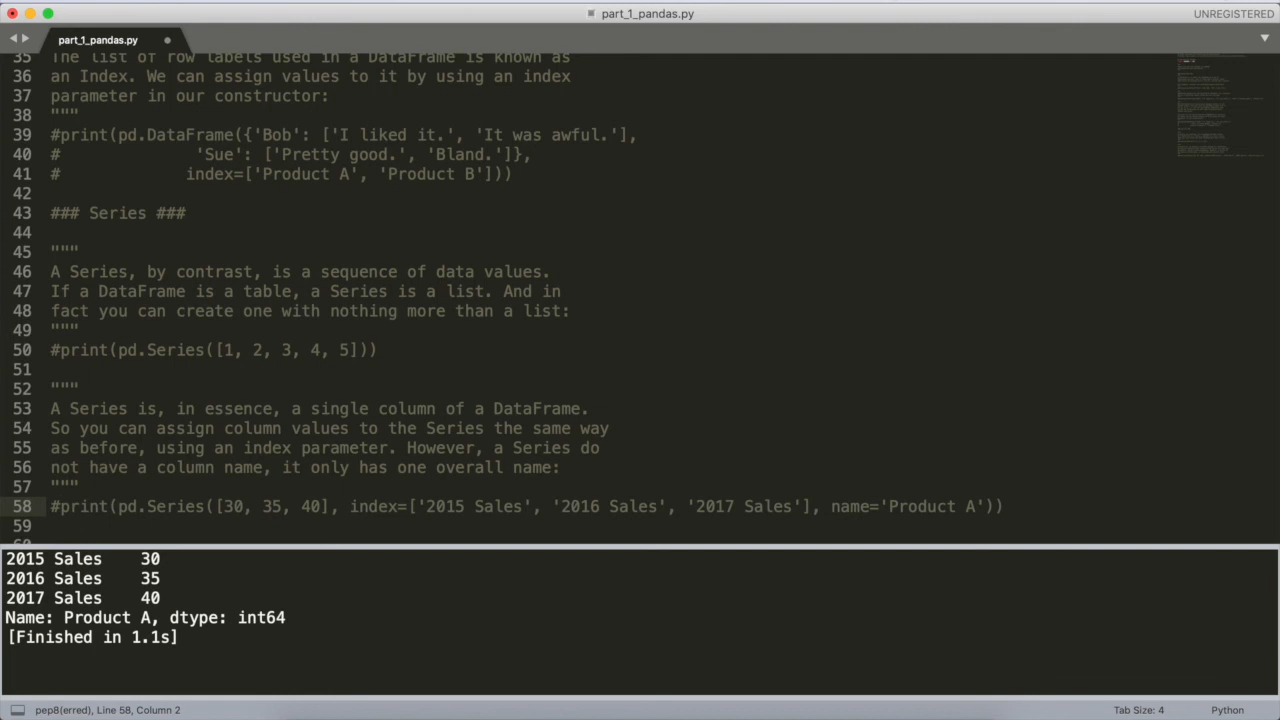 part_1_pandas.py
UNREGISTERED
part_1_pandas.py
35 The list of row labels used in a DataFrame is known as
36 an Index. We can assign values to it by using an index
37 parameter in our constructor:
38 """
39 #print(pd.DataFrame({'Bob': ['I liked it.', 'It was awful.'],
40 #               'Sue': ['Pretty good.', 'Bland.']},
41 #              index=['Product A', 'Product B']))
42
43 ### Series ###
44
45 """
46 A Series, by contrast, is a sequence of data values.
47 If a DataFrame is a table, a Series is a list. And in
48 fact you can create one with nothing more than a list:
49 """
50 #print(pd.Series([1, 2, 3, 4, 5]))
51
52 """
53 A Series is, in essence, a single column of a DataFrame.
54 So you can assign column values to the Series the same way
55 as before, using an index parameter. However, a Series do
56 not have a column name, it only has one overall name:
57 """
58 #print(pd.Series([30, 35, 40], index=['2015 Sales', '2016 Sales', '2017 Sales'], name='Product A'))
59
2015 Sales    30
2016 Sales    35
2017 Sales    40
Name: Product A, dtype: int64
[Finished in 1.1s]
pep8(erred), Line 58, Column 2
Tab Size: 4
Python